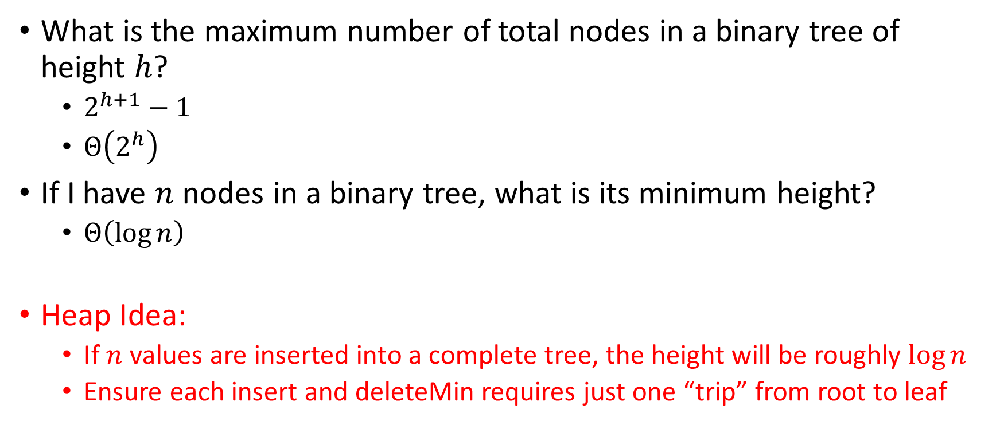 • What is the maximum number of total nodes in a binary tree of
height ℎ?
• 2^{ℎ+1} − 1
• Θ(2^ℎ)
• If I have 𝑛 nodes in a binary tree, what is its minimum height?
• Θ(log 𝑛)
• Heap Idea:
• If 𝑛 values are inserted into a complete tree, the height will be roughly log 𝑛
• Ensure each insert and deleteMin requires just one “trip” from root to leaf